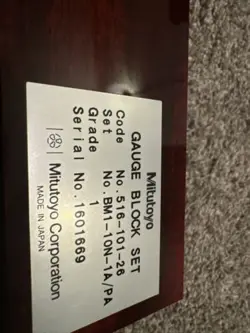 Mitutoyo
GAUGE BLOCK SET
Code No. 516-101-26
Set No. BM1-10N-1A/PA
Grade 1
Serial No. 1601669
Mitutoyo Corporation
MADE IN JAPAN